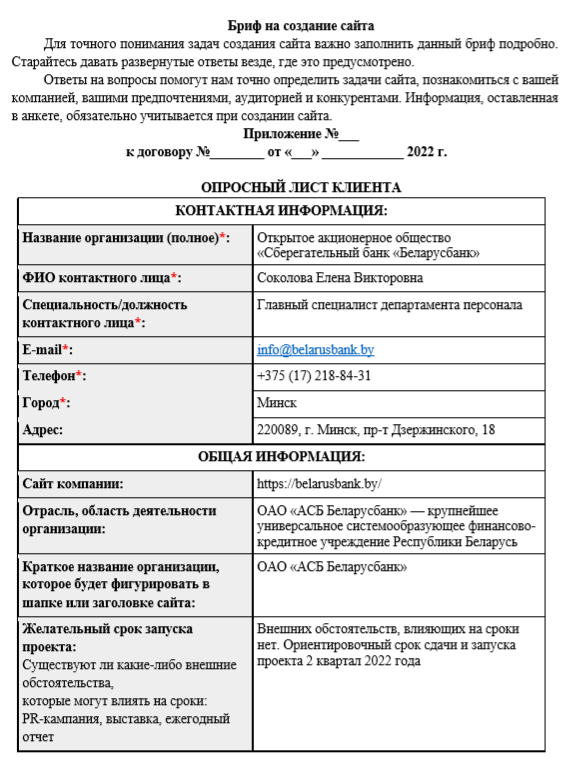 Бриф на создание сайта
Для точного понимания задач создания сайта важно заполнить данный бриф подробно.
Старайтесь давать развернутые ответы везде, где это предусмотрено.
Ответы на вопросы помогут нам точно определить задачи сайта, познакомиться с вашей
компанией, вашими предпочтениями, аудиторией и конкурентами. Информация, оставленная
в анкете, обязательно учитывается при создании сайта.
Приложение №___
к договору №________ от «___» ____________ 2022 г.
ОПРОСНЫЙ ЛИСТ КЛИЕНТА
КОНТАКТНАЯ ИНФОРМАЦИЯ:
Название организации (полное)*:
Открытое акционерное общество
«Сберегательный банк «Беларусбанк»
ФИО контактного лица*:
Соколова Елена Викторовна
Специальность/должность
контактного лица*:
Главный специалист департамента персонала
E-mail*:
info@belarusbank.by
Телефон*:
+375 (17) 218-84-31
Город*:
Минск
Адрес:
220089, г. Минск, пр-т Дзержинского, 18
ОБЩАЯ ИНФОРМАЦИЯ:
Сайт компании:
https://belarusbank.by/
Отрасль, область деятельности
организации:
ОАО «АСБ Беларусбанк» — крупнейшее
универсальное системообразующее финансово-
кредитное учреждение Республики Беларусь
Краткое название организации,
которое будет фигурировать в
шапке или заголовке сайта:
ОАО «АСБ Беларусбанк»
Желательный срок запуска
проекта:
Существуют ли какие-либо внешние
обстоятельства,
которые могут влиять на сроки:
PR-кампания, выставка, ежегодный
отчет
Внешних обстоятельств, влияющих на сроки
нет. Ориентировочный срок сдачи и запуска
проекта 2 квартал 2022 года